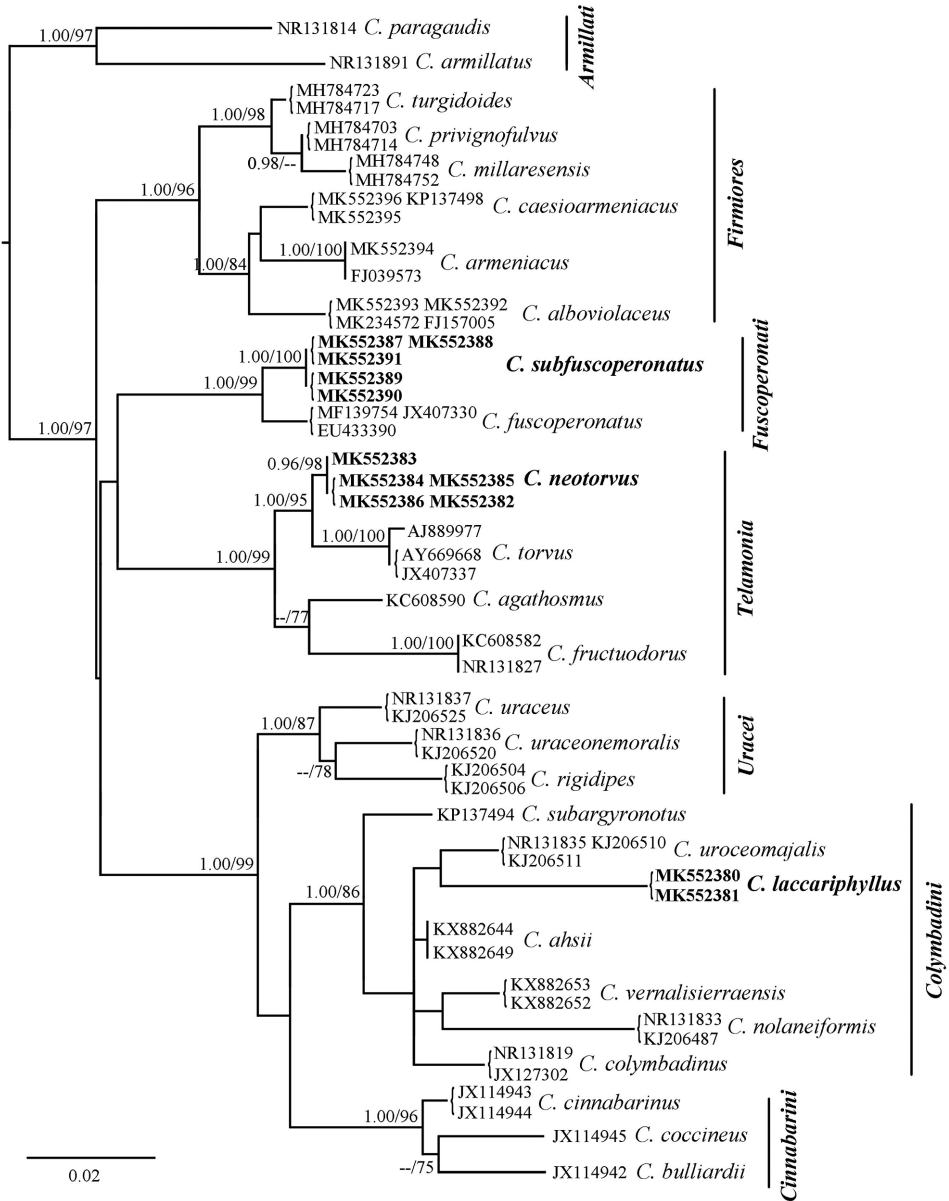 1.00/97
NR131814 C. paragaudis
NR131891 C. armillatus
Armillati
MH784723
MH784717
C. turgidoides
1.00/98
MH784703
MH784714
C. privignofulvus
0.98/--
MH784748
MH784752
C. millaresensis
1.00/96
MK552396 KP137498
MK552395
C. caesioarmeniacus
1.00/100
MK552394
FJ039573
C. armeniacus
1.00/84
MK552393 MK552392
MK234572 FJ157005
C. alboviolaceus
Firmiores
MK552387 MK552388
MK552391
MK552389
MK552390
C. subfuscoperonatus
1.00/100
1.00/99
MF139754 JX407330
EU433390
C. fuscoperonatus
Fuscoperonati
1.00/97
0.96/98
MK552383
MK552384 MK552385
MK552386 MK552382
C. neotorvus
1.00/95
1.00/100
AJ889977
AY669668
JX407337
C. torvus
1.00/99
KC608590 C. agathosmus
--/77
1.00/100
KC608582
NR131827
C. fructuodorus
Telamonia
NR131837
KJ206525
C. uraceus
1.00/87
NR131836
KJ206520
C. uraceonemoralis
--/78
KJ206504
KJ206506
C. rigidipes
Uracei
1.00/99
KP137494 C. subargyronotus
NR131835 KJ206510
KJ206511
C. uroceomajalis
MK552380
MK552381
C. laccariphyllus
1.00/86
KX882644
KX882649
C. ahsii
KX882653
KX882652
C. vernalisierraensis
NR131833
KJ206487
C. nolaneiformis
NR131819
JX127302
C. colymbadinus
Colymbadini
JX114943
JX114944
C. cinnabarinus
1.00/96
JX114945 C. coccineus
--/75
JX114942 C. bulliardii
Cinnabarini
0.02